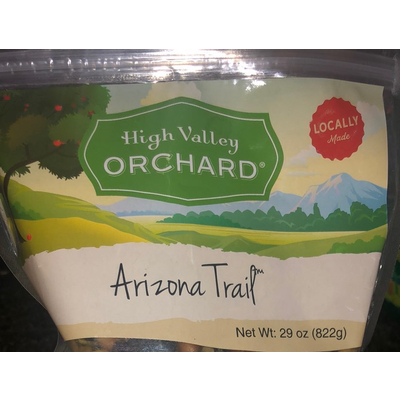 High Valley
ORCHARD®
LOCALLY
Made
Arizona Trail™
Net Wt: 29 oz (822g)